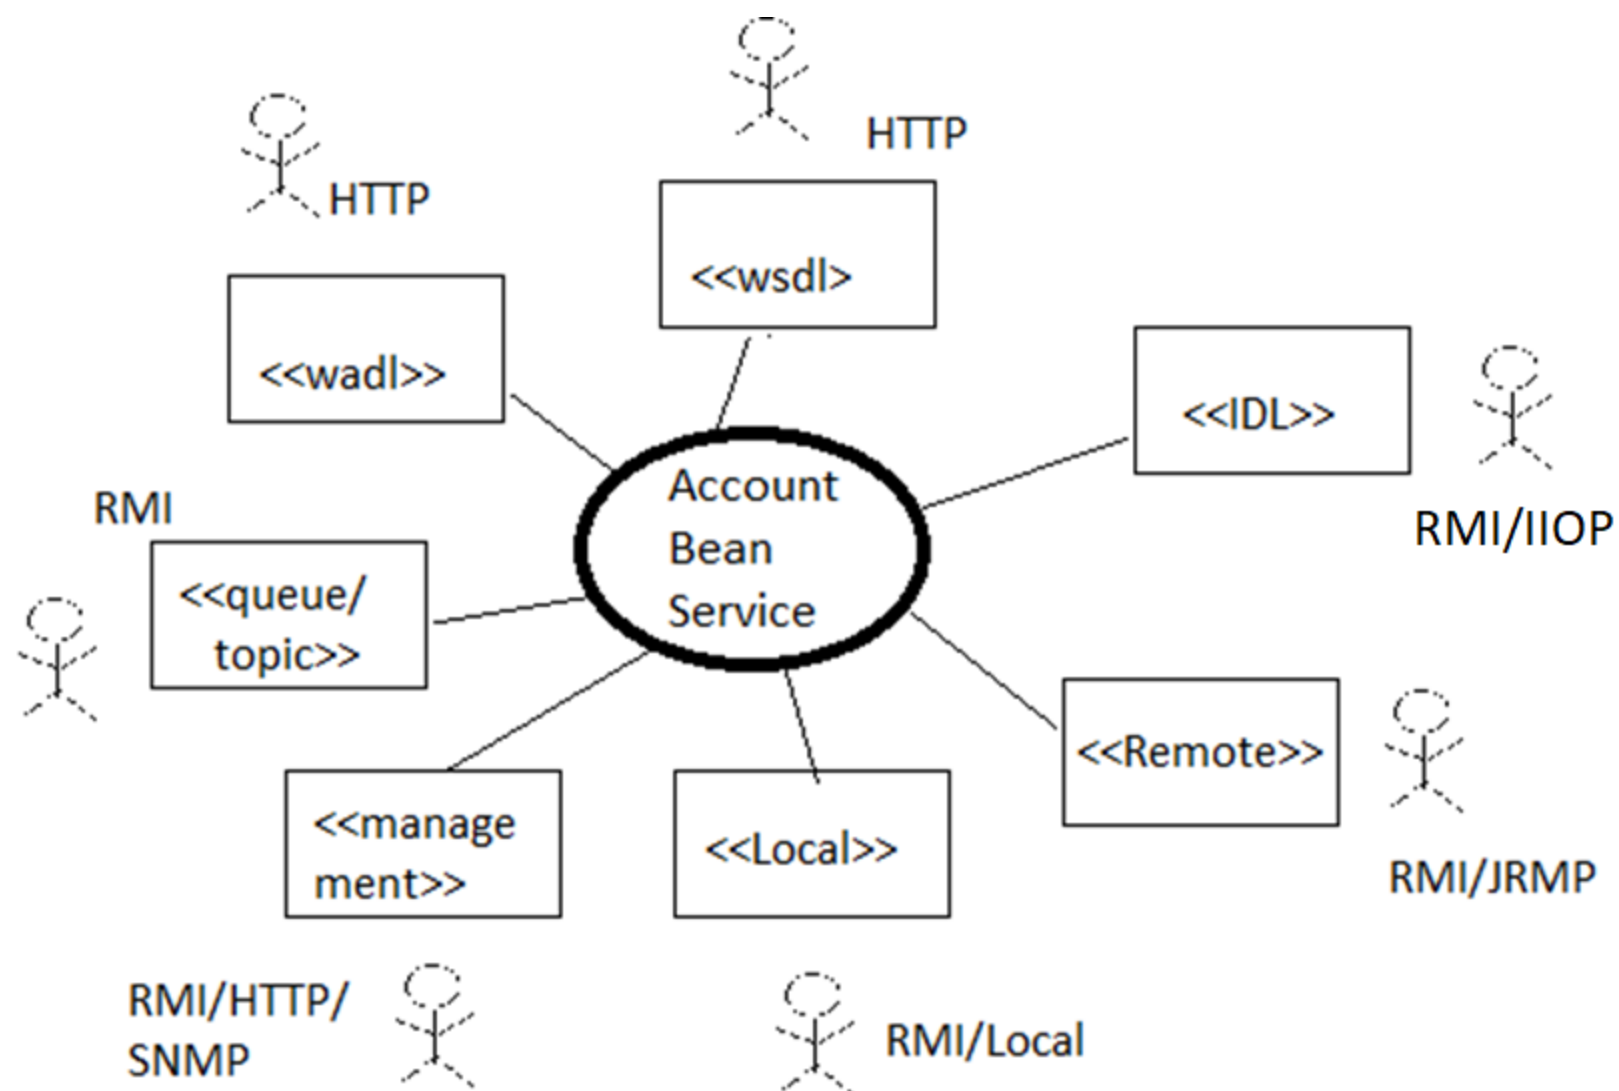 HTTP
HTTP
<<wsdl>
<<wadl>>
<<IDL>>
Account
Bean
Service
RMI
RMI/IIOP
<<queue/
topic>>
<<Remote>>
<<manage
ment>>
<<Local>>
RMI/JRMP
RMI/HTTP/
SNMP
RMI/Local